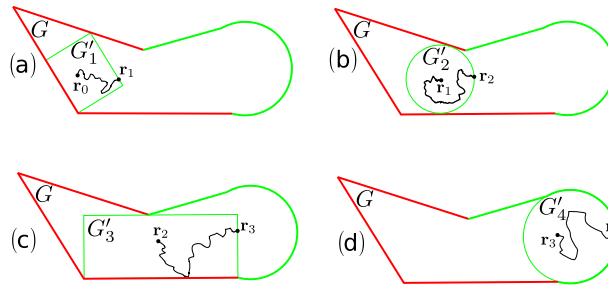 (a) G G′₁ r₀ r₁
(b) G G′₂ r₁ r₂
(c) G G′₃ r₂ r₃
(d) G G′₄ r₃